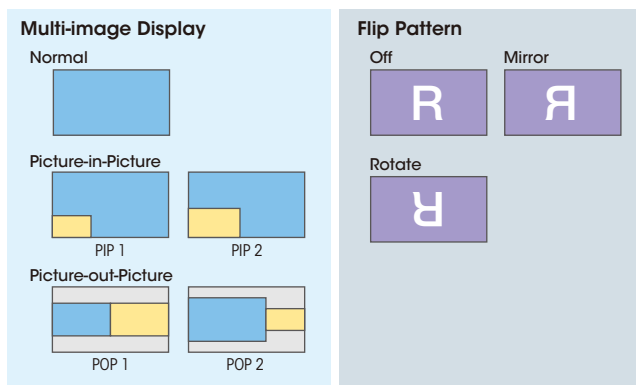 Multi-image Display
Normal
Picture-in-Picture
PIP 1 PIP 2
Picture-out-Picture
POP 1 POP 2
Flip Pattern
Off Mirror
R Я
Rotate
ꓤ